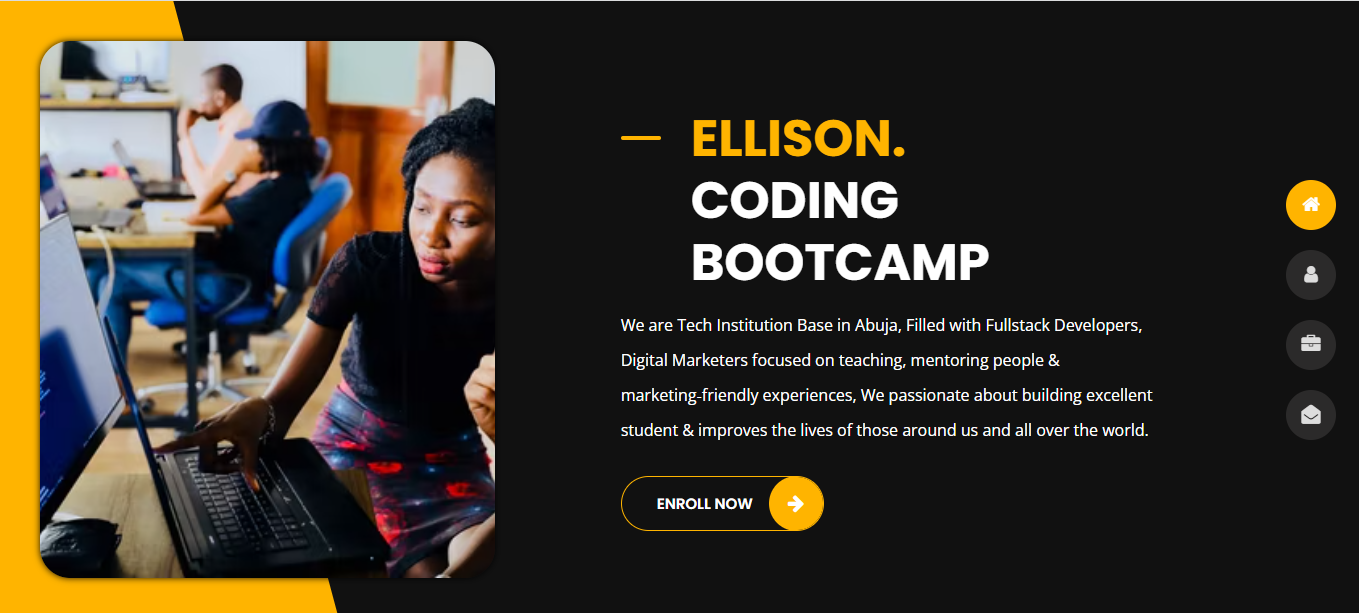 ELLISON.
CODING
BOOTCAMP
We are Tech Institution Base in Abuja, Filled with Fullstack Developers,
Digital Marketers focused on teaching, mentoring people &
marketing-friendly experiences, We passionate about building excellent
student & improves the lives of those around us and all over the world.
ENROLL NOW